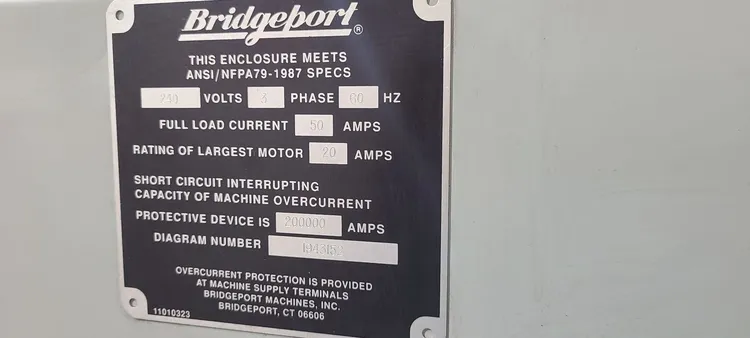 Bridgeport®
THIS ENCLOSURE MEETS
ANSI/NFPA79-1987 SPECS
240 VOLTS 3 PHASE 60 HZ
FULL LOAD CURRENT 50 AMPS
RATING OF LARGEST MOTOR 20 AMPS
SHORT CIRCUIT INTERRUPTING
CAPACITY OF MACHINE OVERCURRENT
PROTECTIVE DEVICE IS 200000 AMPS
DIAGRAM NUMBER
OVERCURRENT PROTECTION IS PROVIDED
AT MACHINE SUPPLY TERMINALS
BRIDGEPORT MACHINES, INC.
BRIDGEPORT, CT 06606
11010323